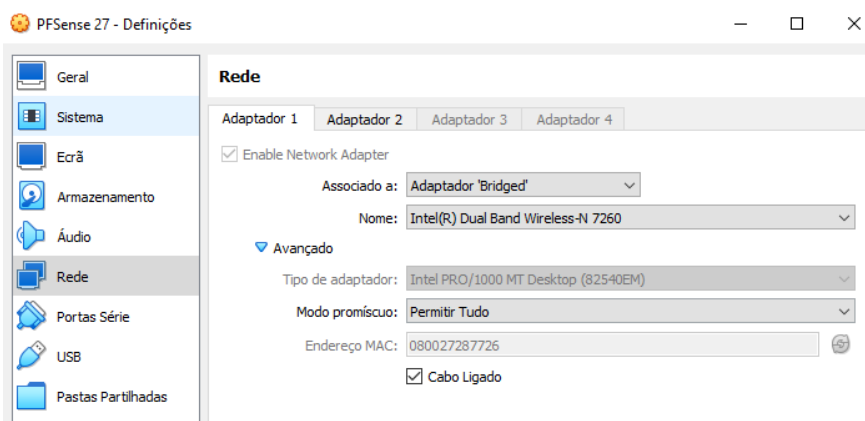 PFSense 27 - Definições
Geral
Sistema
Ecrã
Armazenamento
Áudio
Rede
Portas Série
USB
Pastas Partilhadas
Rede
Adaptador 1 Adaptador 2 Adaptador 3 Adaptador 4
Enable Network Adapter
Associado a: Adaptador 'Bridged'
Nome: Intel(R) Dual Band Wireless-N 7260
Avançado
Tipo de adaptador: Intel PRO/1000 MT Desktop (82540EM)
Modo promíscuo: Permitir Tudo
Endereço MAC: 080027287726
Cabo Ligado